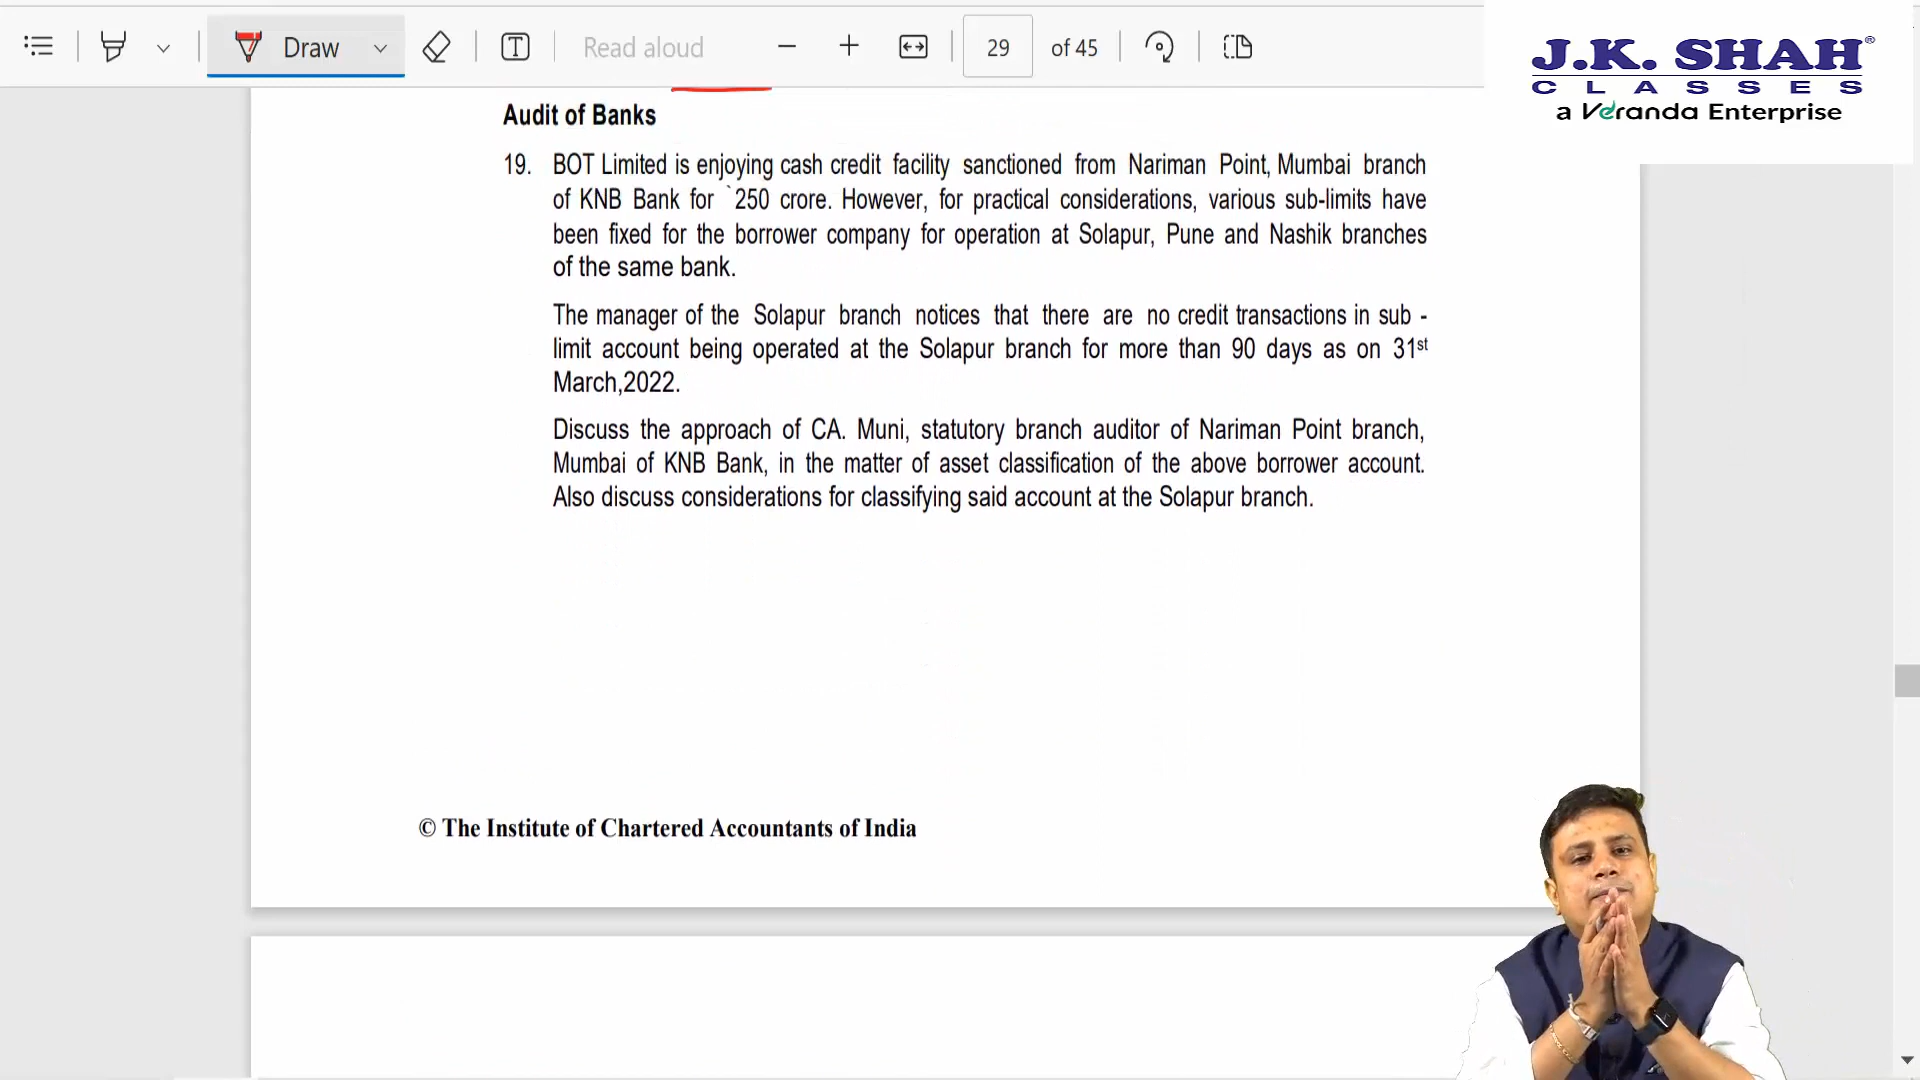 Draw
Read aloud
29
of 45
J.K. SHAH®
CLASSES
a Veranda Enterprise
Audit of Banks
19. BOT Limited is enjoying cash credit facility sanctioned from Nariman Point, Mumbai branch
of KNB Bank for `250 crore. However, for practical considerations, various sub-limits have
been fixed for the borrower company for operation at Solapur, Pune and Nashik branches
of the same bank.
The manager of the Solapur branch notices that there are no credit transactions in sub -
limit account being operated at the Solapur branch for more than 90 days as on 31st
March,2022.
Discuss the approach of CA. Muni, statutory branch auditor of Nariman Point branch,
Mumbai of KNB Bank, in the matter of asset classification of the above borrower account.
Also discuss considerations for classifying said account at the Solapur branch.
© The Institute of Chartered Accountants of India